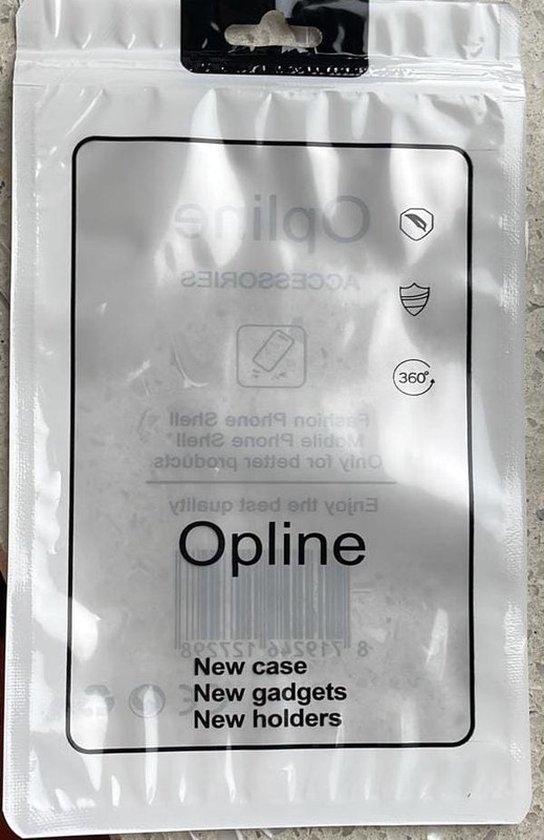 Opline
ACCESSORIES
360°
Fashion Phone Shell
Mobile Phone Shell
Only for better products
Enjoy the best quality
Opline
8 719246 127298
New case
New gadgets
New holders
CE